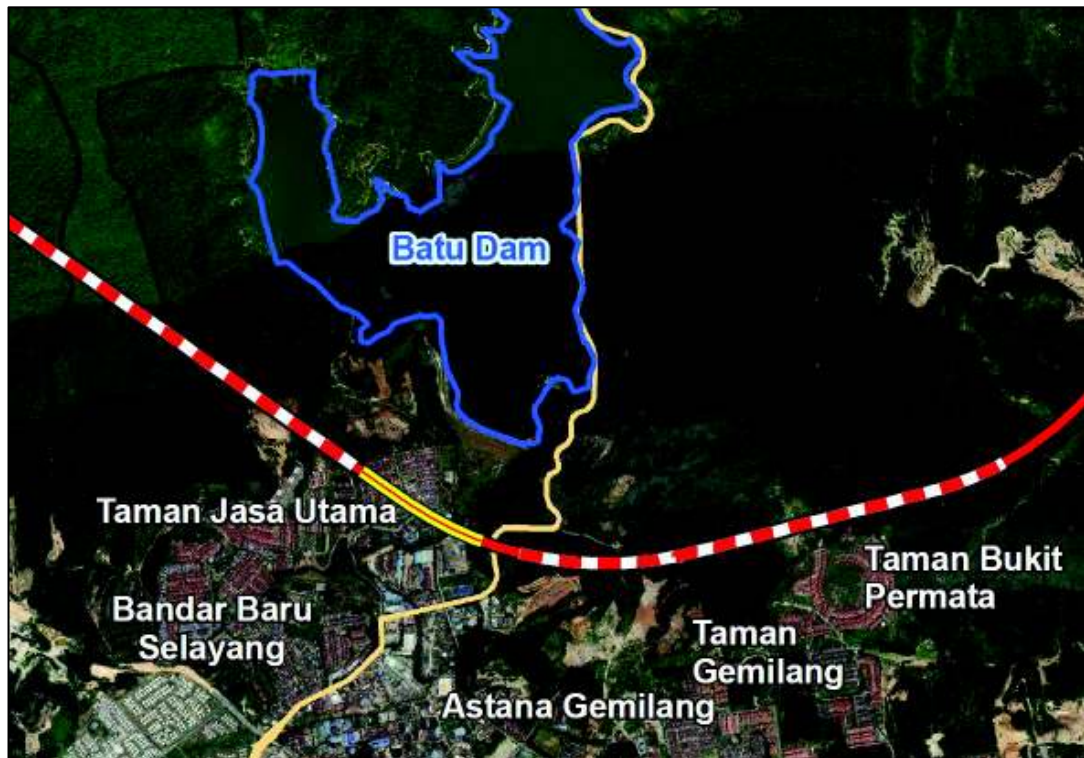 Batu Dam
Taman Jasa Utama
Taman Bukit
Permata
Bandar Baru
Selayang
Taman
Gemilang
Astana Gemilang